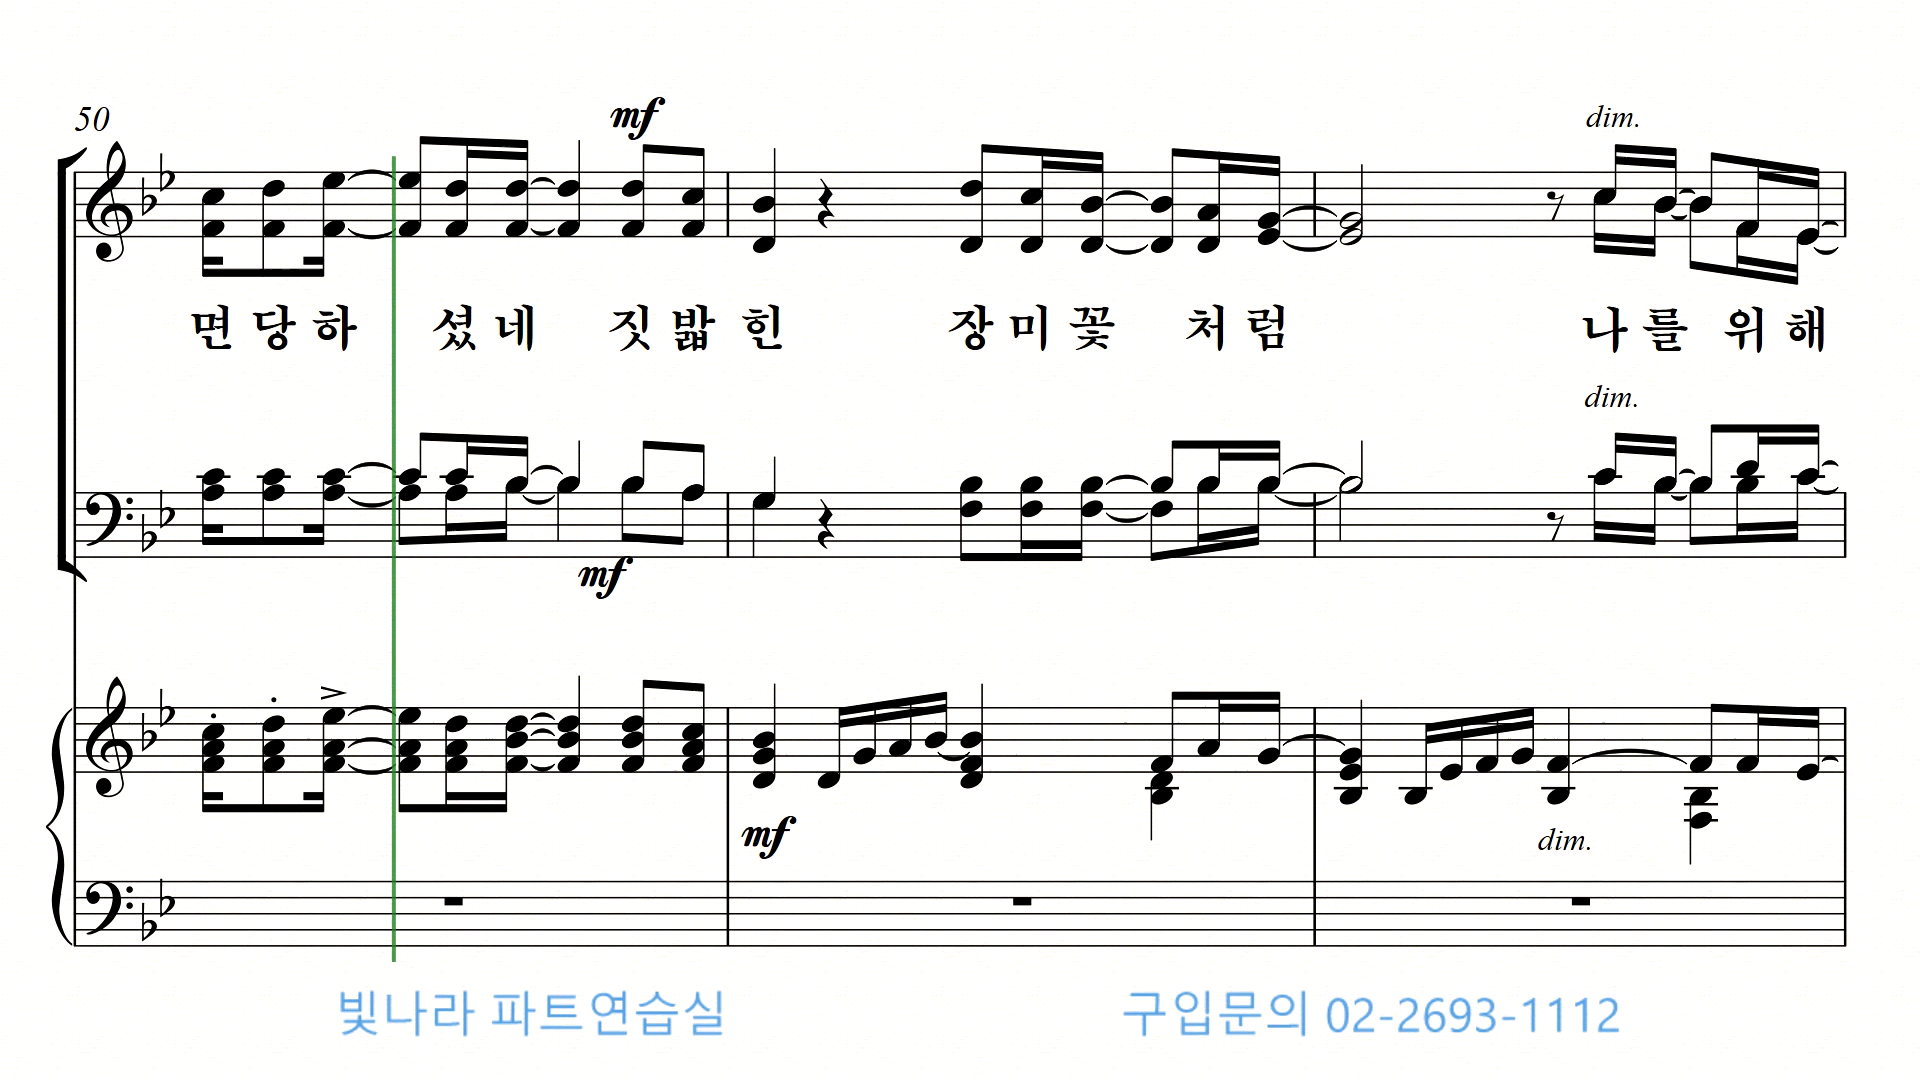 50
mf
dim.
면 당 하 셨 네 짓 밟 힌 장 미 꽃 처 럼 나 를 위 해
dim.
mf
mf
dim.
빛나라 파트연습실 구입문의 02-2693-1112